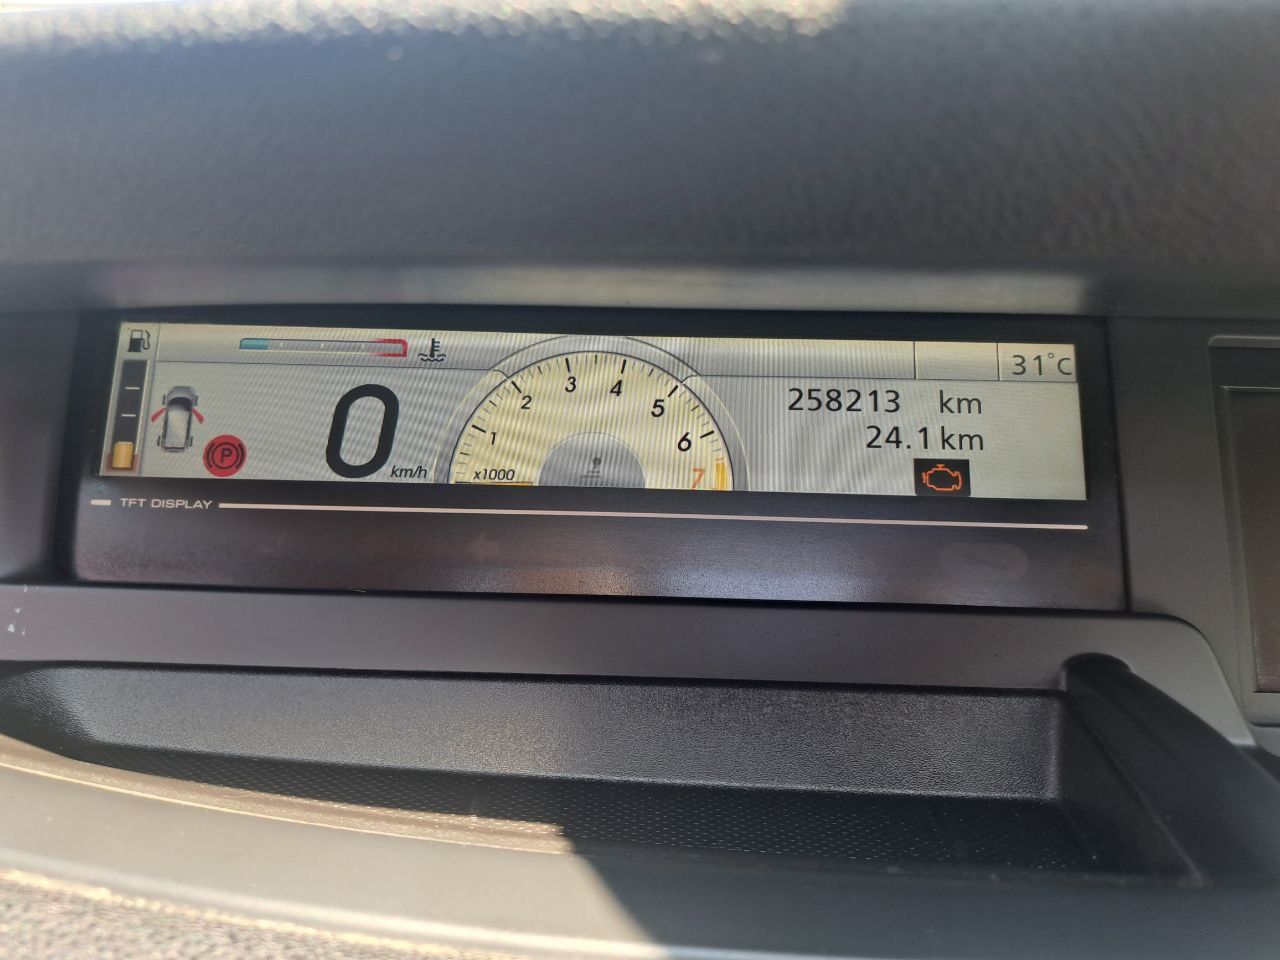 31°C
258213 km
24.1 km
0 km/h
1 2 3 4 5 6 7
x1000
P
TFT DISPLAY